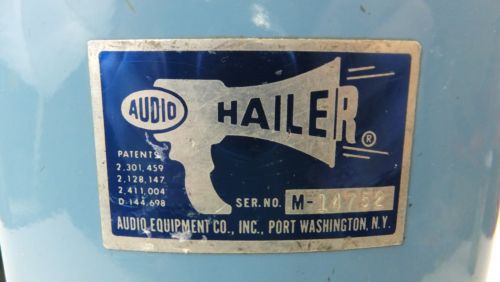 AUDIO HAILER ®
PATENTS
2,301,459
2,128,147
2,411,004
D.144,698
SER.NO. M-14752
AUDIO EQUIPMENT CO., INC., PORT WASHINGTON, N.Y.